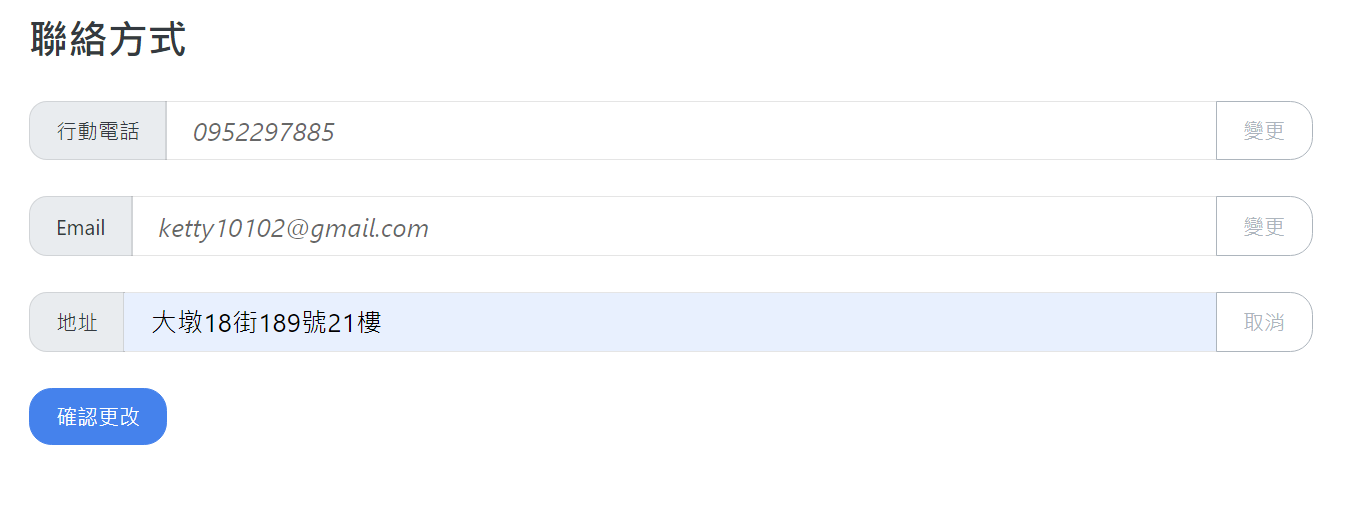 聯絡方式
行動電話 0952297885 變更
Email ketty10102@gmail.com 變更
地址 大墩18街189號21樓 取消
確認更改